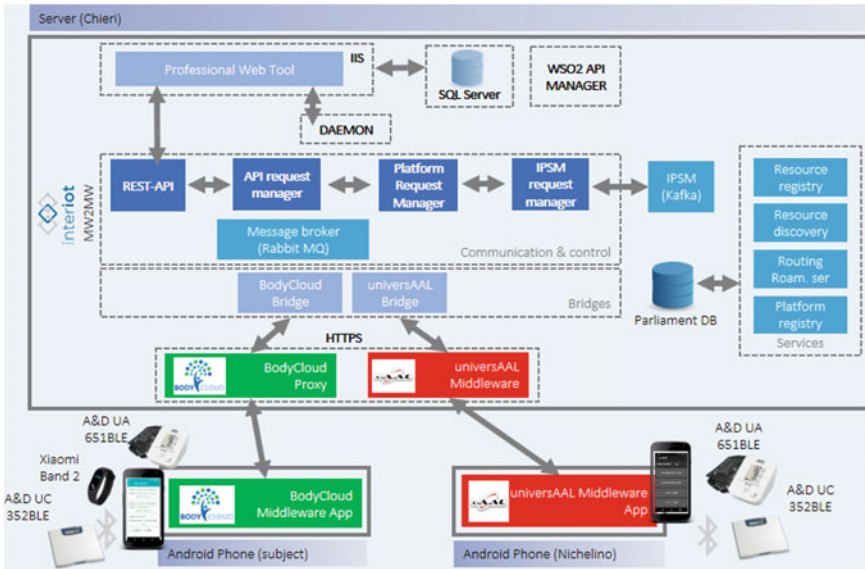 Server (Chieri)
IIS
Professional Web Tool
SQL Server
WSO2 API
MANAGER
DAEMON
interiot
MW2MW
REST-API
API request
manager
Platform
Request
Manager
IPSM
request
manager
IPSM
(Kafka)
Message broker
(Rabbit MQ)
Communication & control
Resource
registry
Resource
discovery
Routing
Roam. ser
Platform
registry
Services
BodyCloud
Bridge
universAAL
Bridge
Bridges
Parliament DB
HTTPS
BODYCLOUD
BodyCloud
Proxy
universAAL
Middleware
A&D UA
651BLE
Xiaomi
Band 2
A&D UC
352BLE
BODYCLOUD
BodyCloud
Middleware App
Android Phone (subject)
universAAL Middleware
App
Android Phone (Nichelino)
A&D UA
651BLE
A&D UC
352BLE